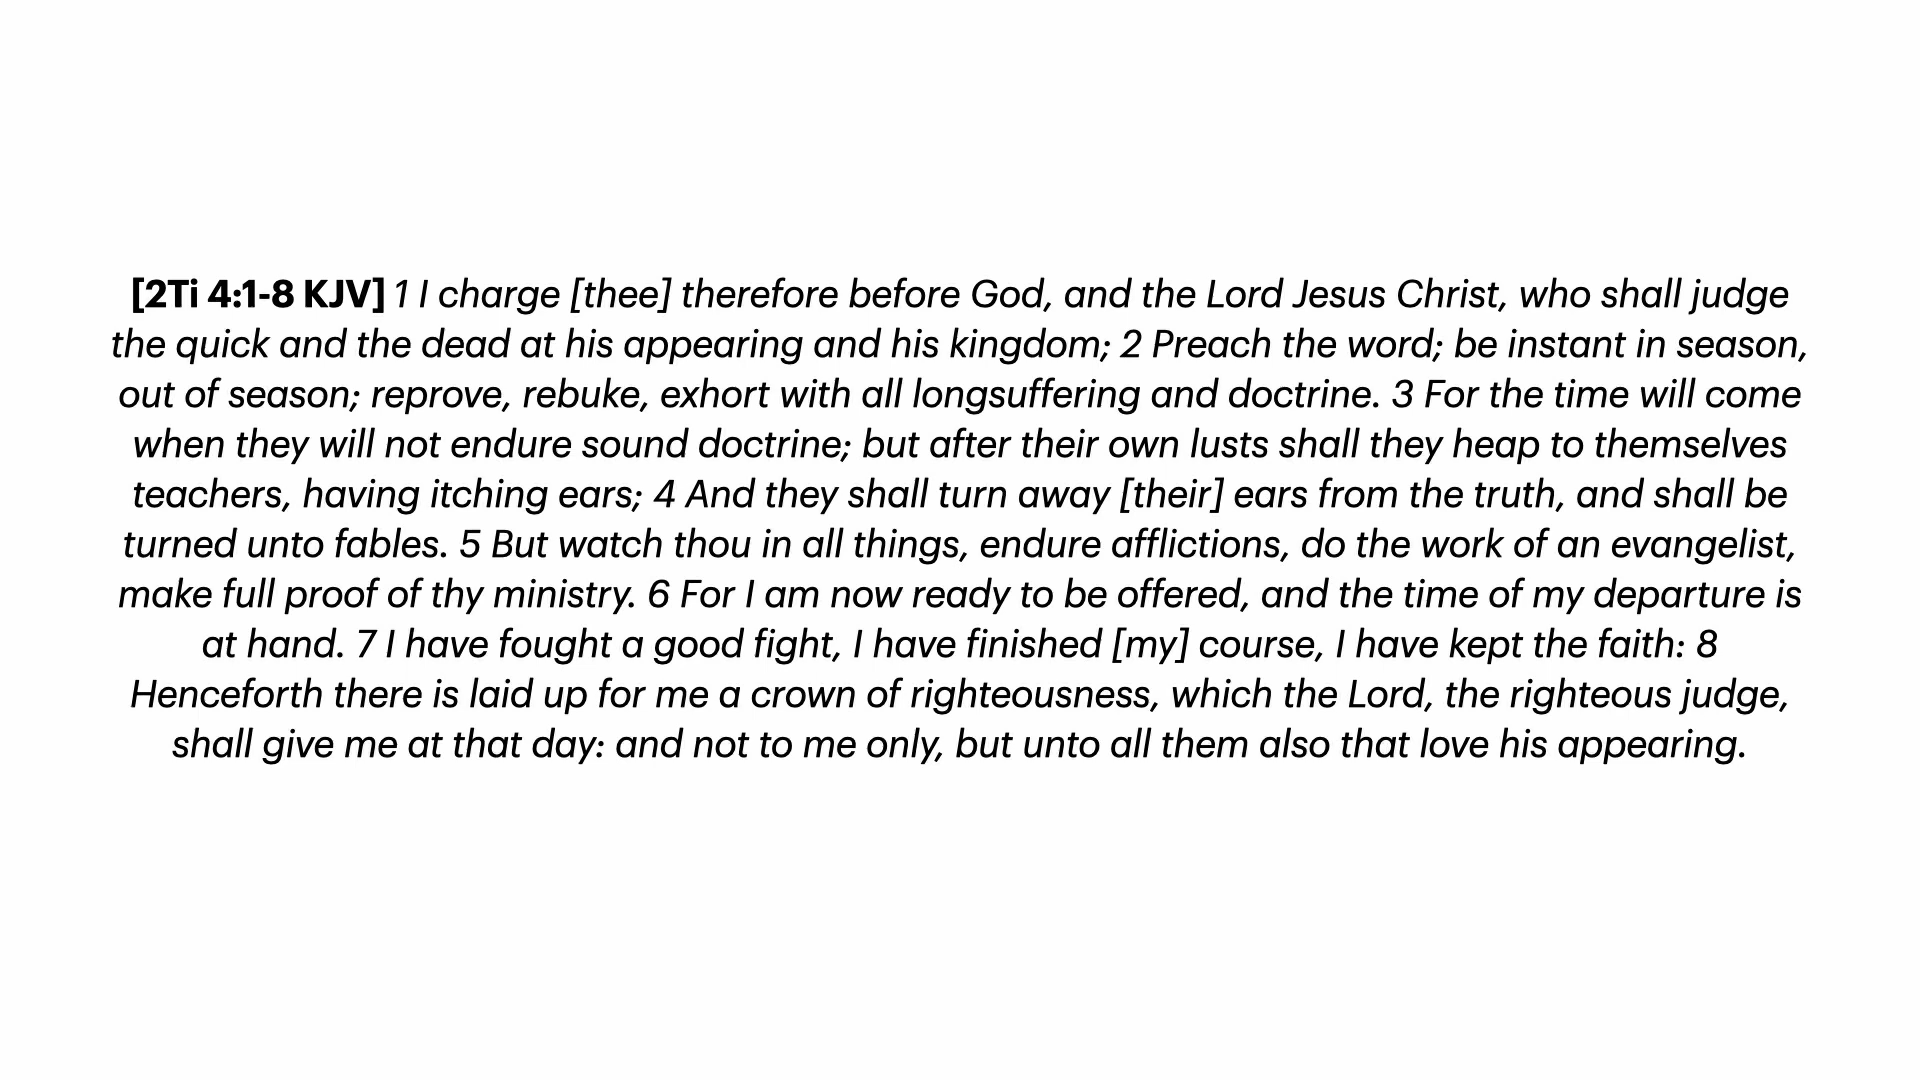 [2Ti 4:1-8 KJV] 1 I charge [thee] therefore before God, and the Lord Jesus Christ, who shall judge
the quick and the dead at his appearing and his kingdom; 2 Preach the word; be instant in season,
out of season; reprove, rebuke, exhort with all longsuffering and doctrine. 3 For the time will come
when they will not endure sound doctrine; but after their own lusts shall they heap to themselves
teachers, having itching ears; 4 And they shall turn away [their] ears from the truth, and shall be
turned unto fables. 5 But watch thou in all things, endure afflictions, do the work of an evangelist,
make full proof of thy ministry. 6 For I am now ready to be offered, and the time of my departure is
at hand. 7 I have fought a good fight, I have finished [my] course, I have kept the faith: 8
Henceforth there is laid up for me a crown of righteousness, which the Lord, the righteous judge,
shall give me at that day: and not to me only, but unto all them also that love his appearing.